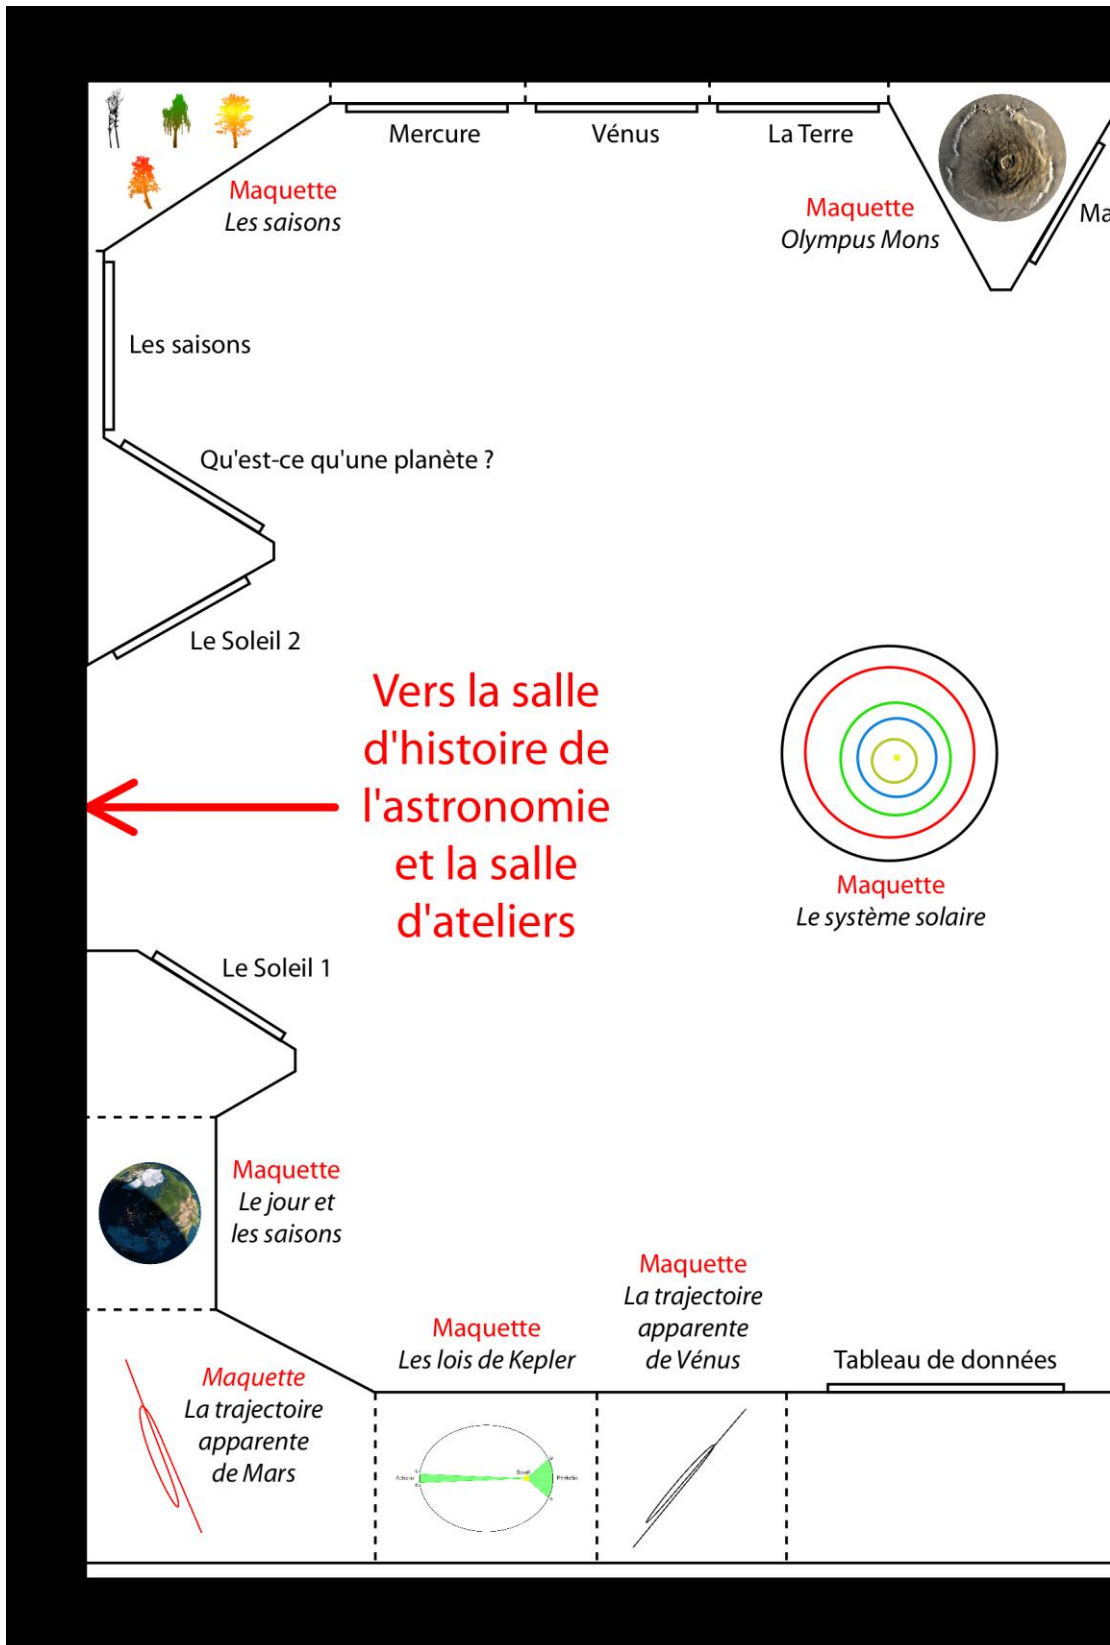 Mercure
Vénus
La Terre
Maquette
Les saisons
Maquette
Olympus Mons
Ma
Les saisons
Qu'est-ce qu'une planète ?
Le Soleil 2
Vers la salle
d'histoire de
l'astronomie
et la salle
d'ateliers
Maquette
Le système solaire
Le Soleil 1
Maquette
Le jour et
les saisons
Maquette
La trajectoire
apparente
de Vénus
Maquette
Les lois de Kepler
Tableau de données
Maquette
La trajectoire
apparente
de Mars